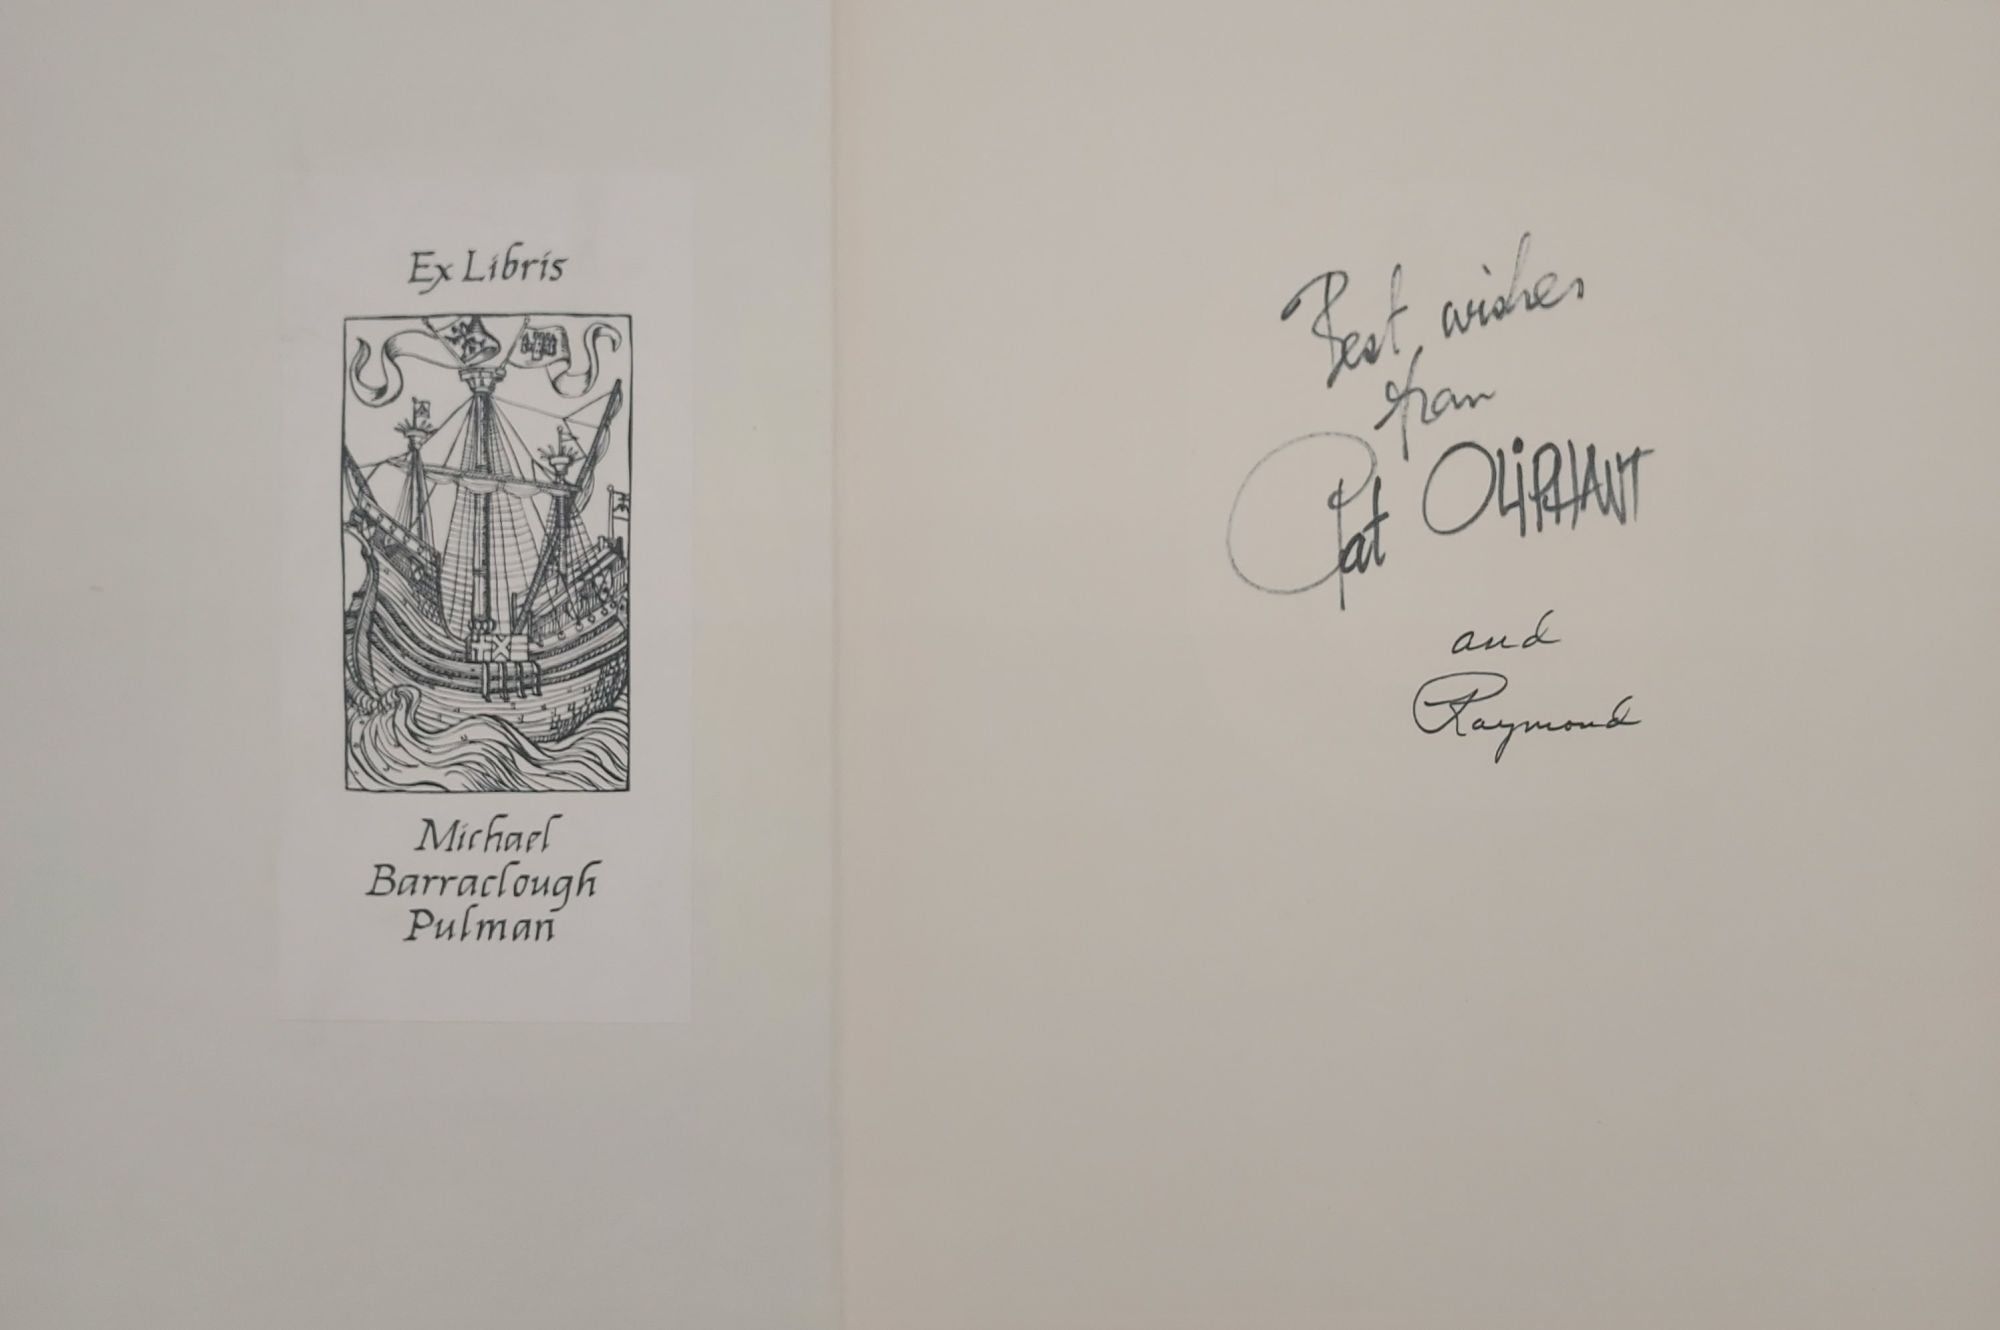 Ex Libris
Michael
Barraclough
Pulman
Best wishes
from
Pat OLIPHANT
and
Raymond